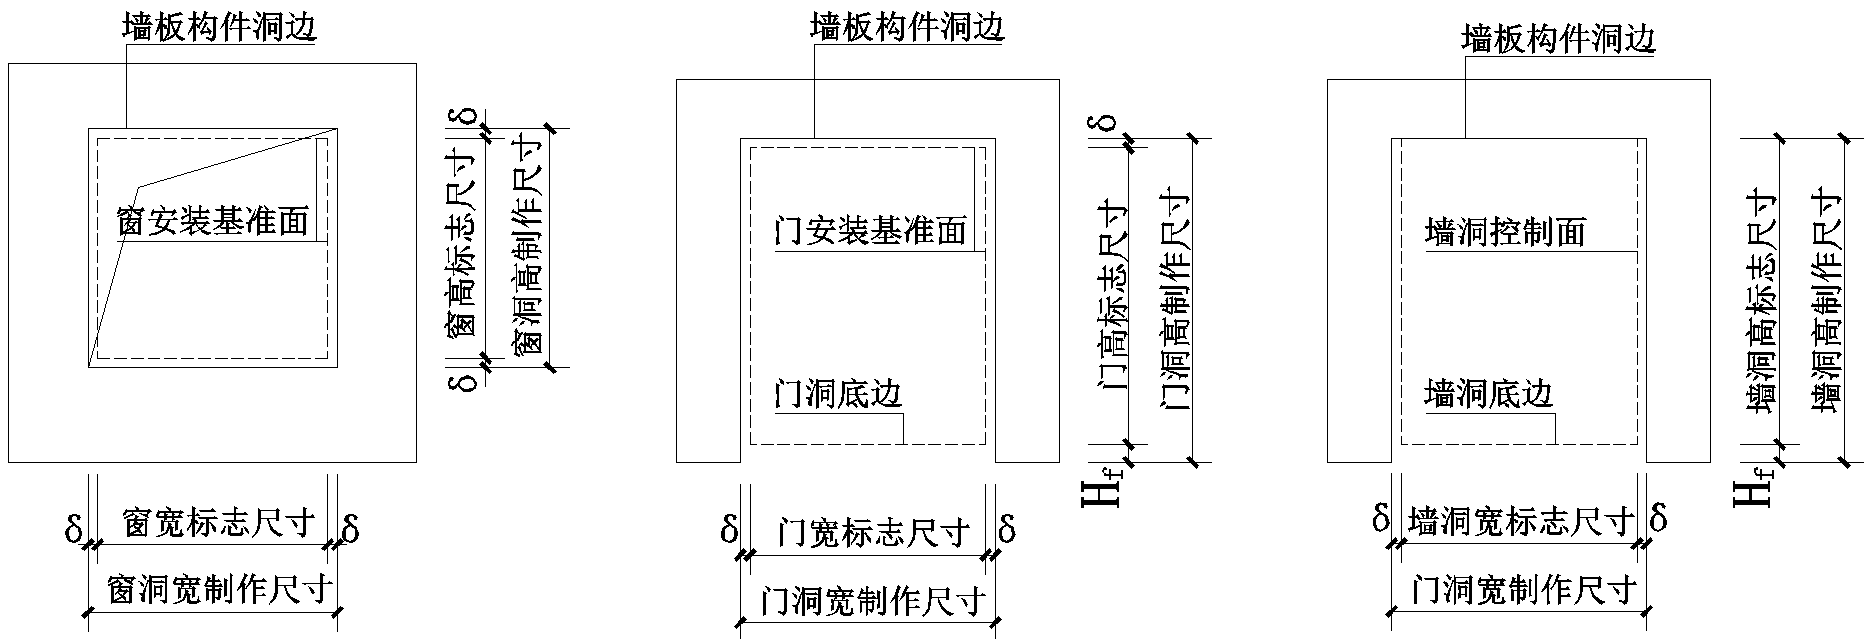 墙板构件洞边
窗安装基准面
δ
窗高标志尺寸
δ
窗洞高制作尺寸
δ
窗宽标志尺寸
δ
窗洞宽制作尺寸
墙板构件洞边
门安装基准面
门洞底边
δ
门高标志尺寸
Hf
门洞高制作尺寸
δ
门宽标志尺寸
δ
门洞宽制作尺寸
墙板构件洞边
墙洞控制面
墙洞底边
墙洞高标志尺寸
Hf
墙洞高制作尺寸
δ
墙洞宽标志尺寸
δ
门洞宽制作尺寸